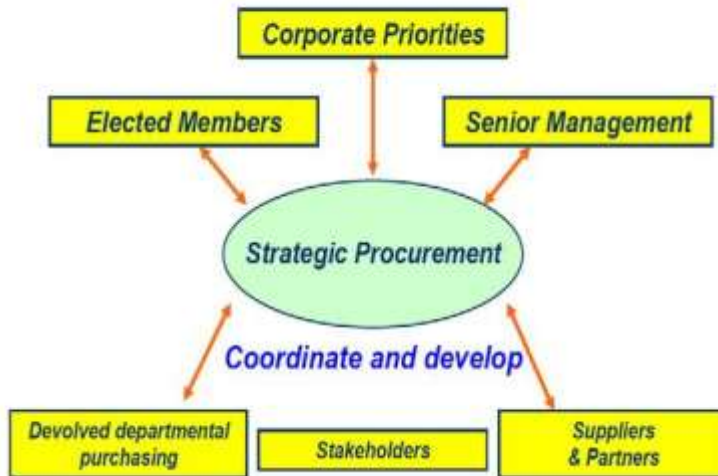 Corporate Priorities
Elected Members
Senior Management
Strategic Procurement
Coordinate and develop
Devolved departmental
purchasing
Stakeholders
Suppliers
& Partners